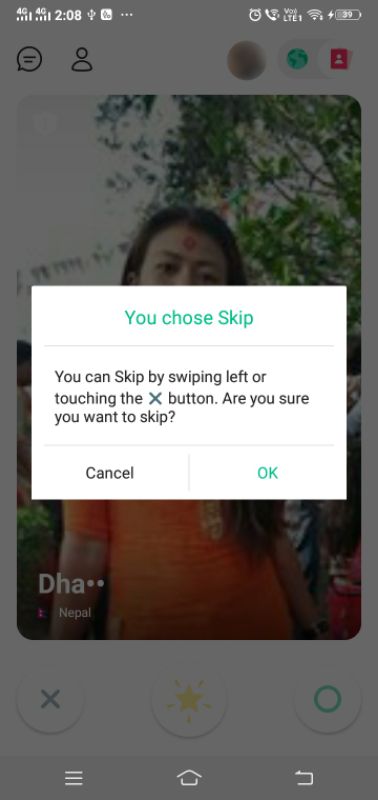 4G 4G 2:08
Vo) LTE1 39
You chose Skip
You can Skip by swiping left or
touching the ✕ button. Are you sure
you want to skip?
Cancel
OK
Dha••
Nepal